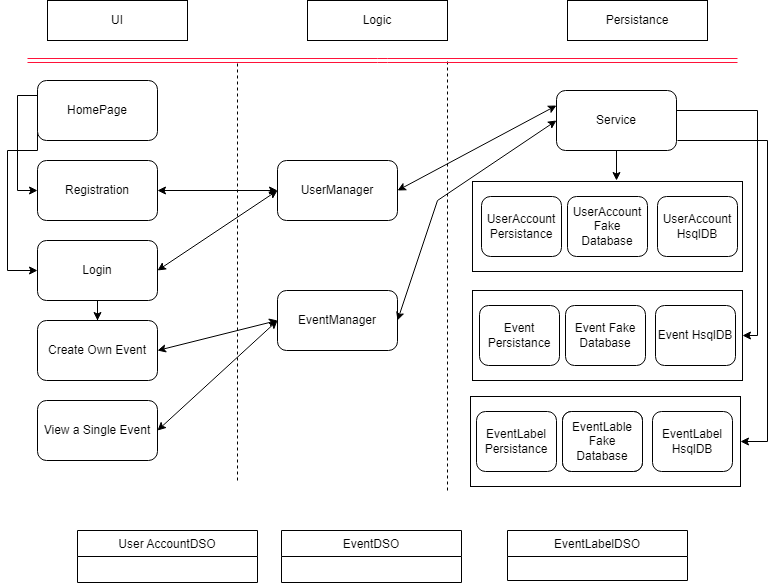 UI
Logic
Persistance
HomePage
Registration
Login
Create Own Event
View a Single Event
UserManager
EventManager
Service
UserAccount
Persistance
UserAccount
Fake
Database
UserAccount
HsqlDB
Event
Persistance
Event Fake
Database
Event HsqlDB
EventLabel
Persistance
EventLable
Fake
Database
EventLabel
HsqlDB
User AccountDSO
EventDSO
EventLabelDSO